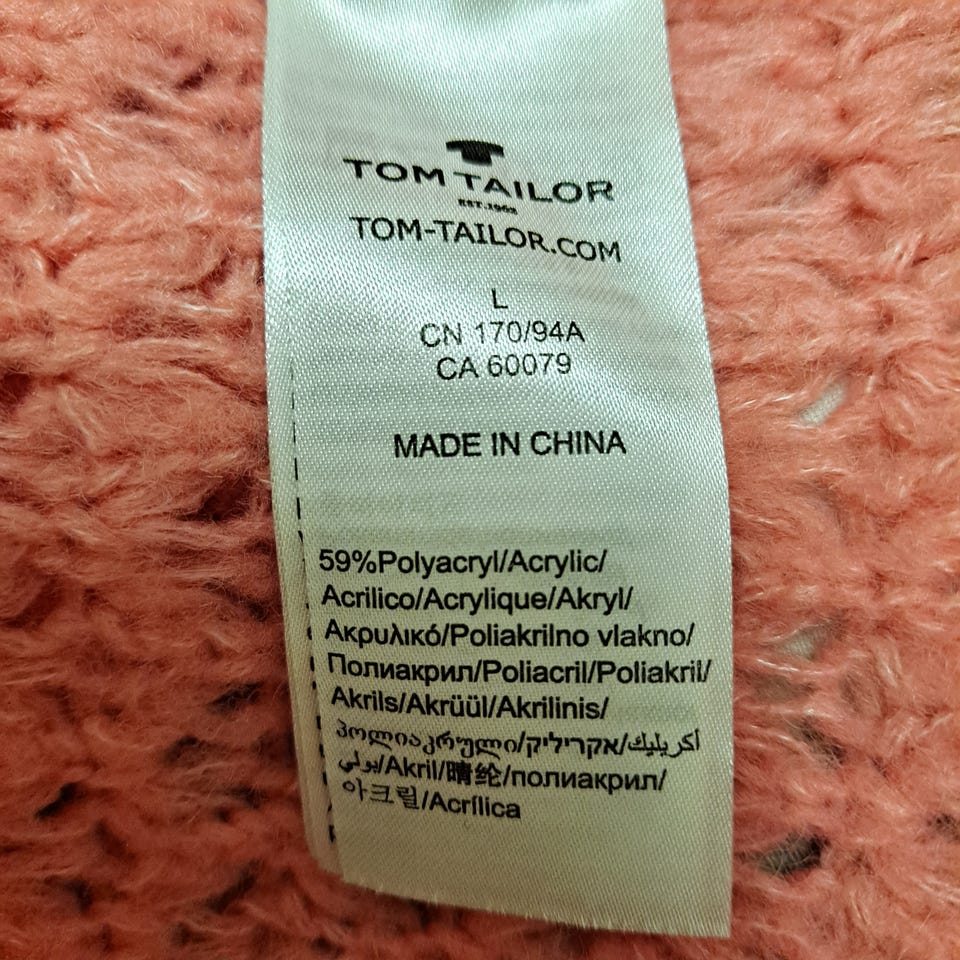 TOM TAILOR
EST.1962
TOM-TAILOR.COM
L
CN 170/94A
CA 60079
MADE IN CHINA
59%Polyacryl/Acrylic/
Acrilico/Acrylique/Akryl/
Ακρυλικό/Poliakrilno vlakno/
Полиакрил/Poliacril/Poliakril/
Akrils/Akrüül/Akrilinis/
პოლიაკრული/אקריליק/أكريليك
بولي/Akril/晴纶/полиакрил/
아크릴/Acrílica